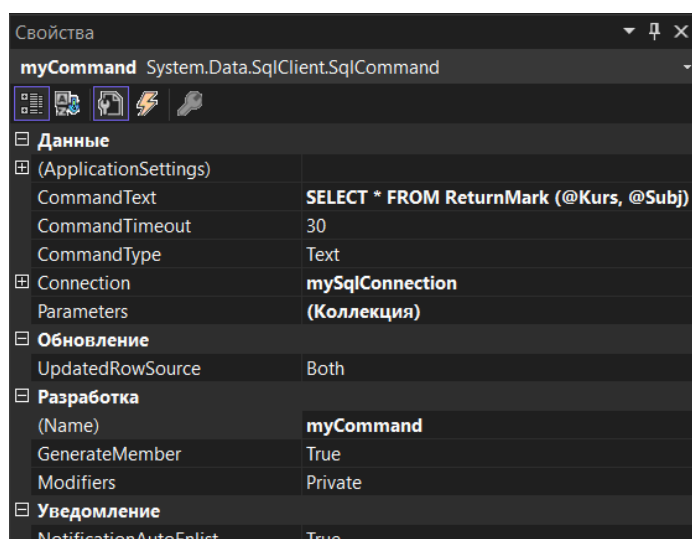 Свойства
myCommand System.Data.SqlClient.SqlCommand
Данные
(ApplicationSettings)
CommandText SELECT * FROM ReturnMark (@Kurs, @Subj)
CommandTimeout 30
CommandType Text
Connection mySqlConnection
Parameters (Коллекция)
Обновление
UpdatedRowSource Both
Разработка
(Name) myCommand
GenerateMember True
Modifiers Private
Уведомление
NotificationAutoEnlist True